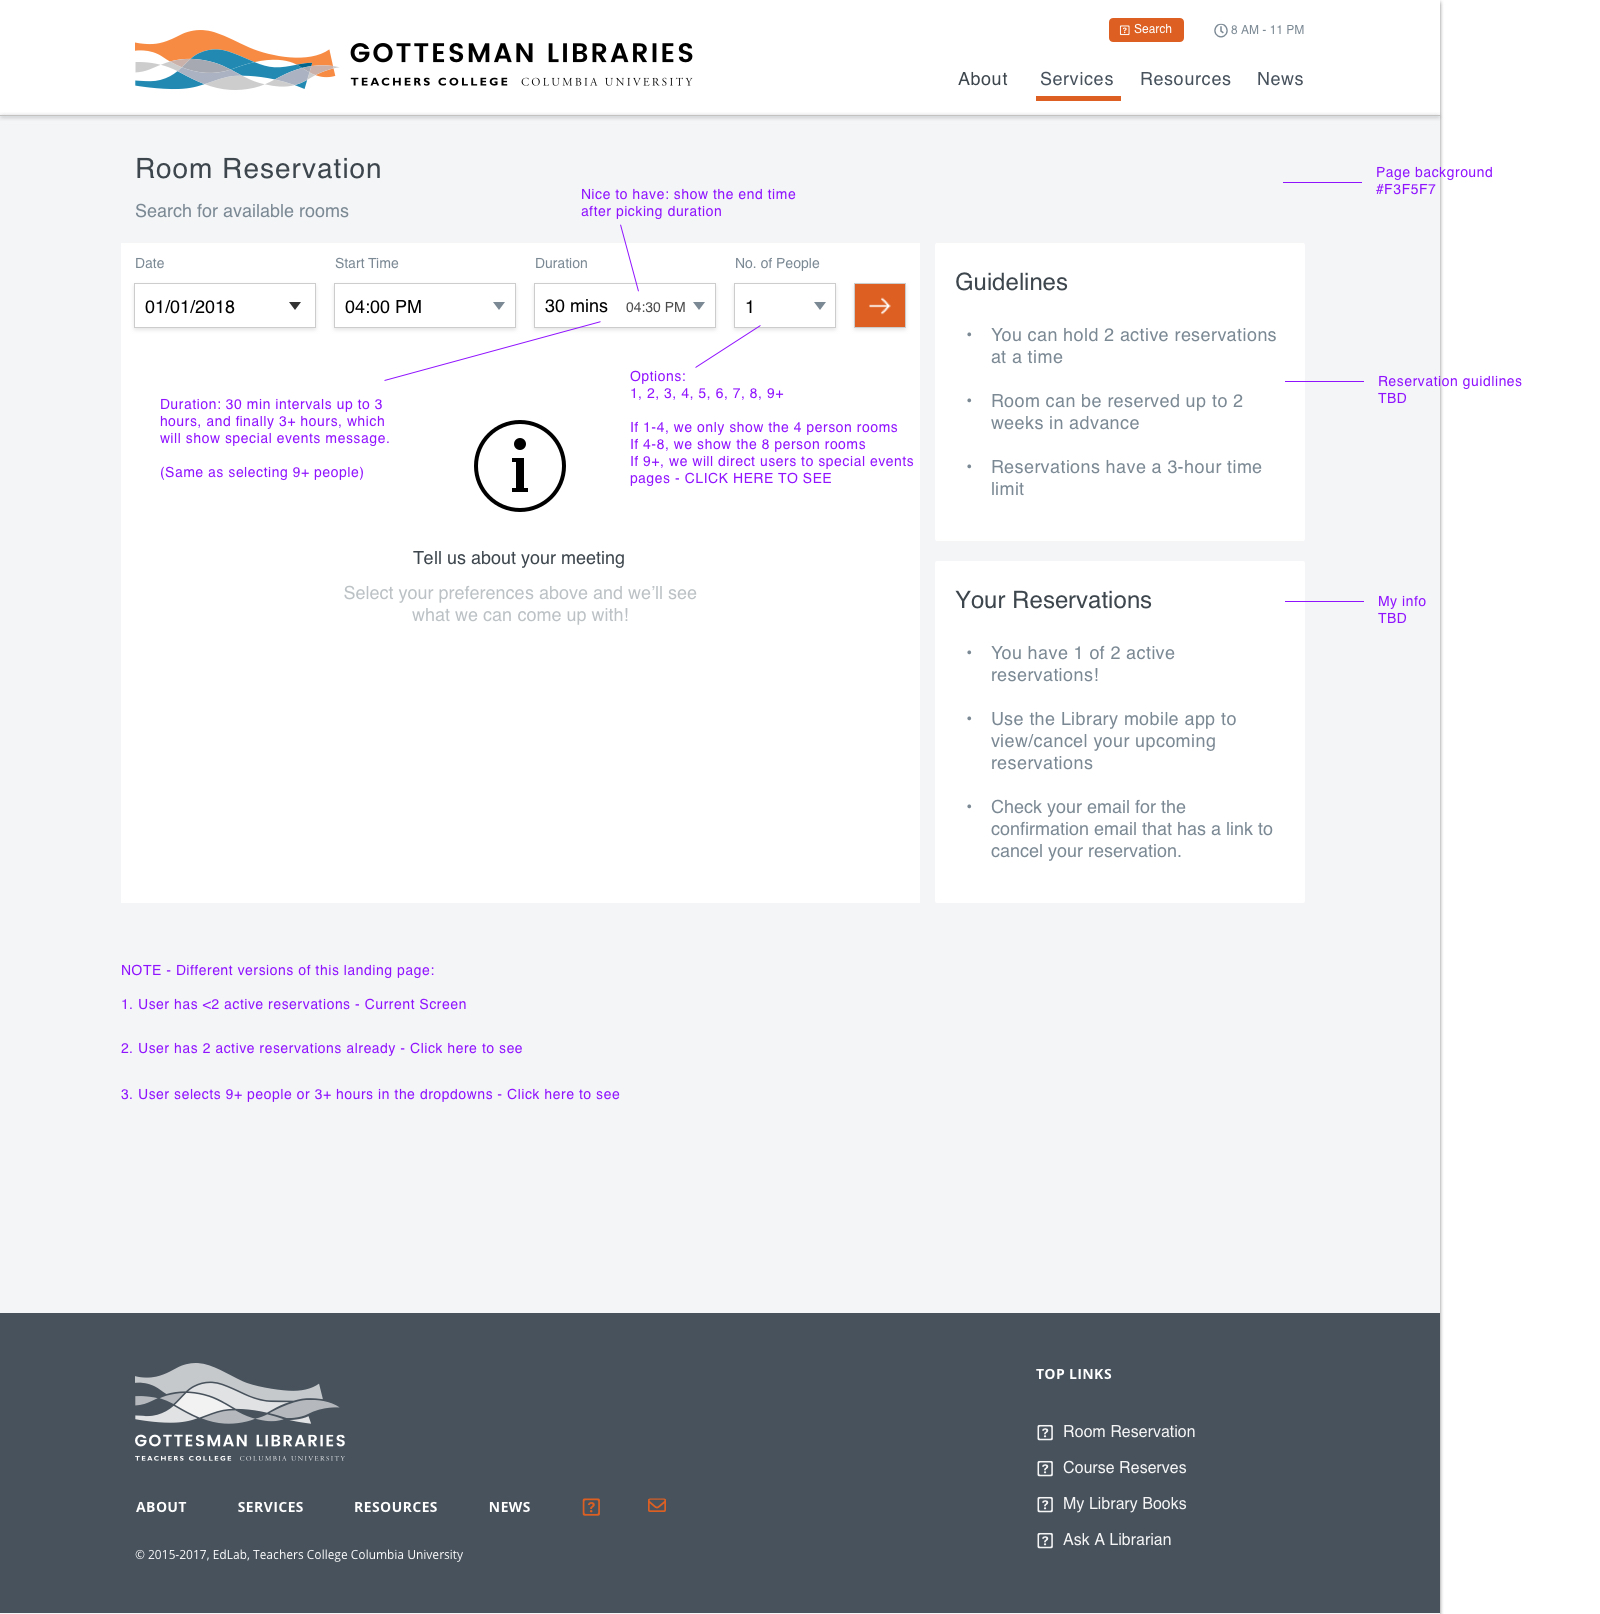 GOTTESMAN LIBRARIES
TEACHERS COLLEGE COLUMBIA UNIVERSITY
Search
8 AM - 11 PM
About
Services
Resources
News
Room Reservation
Search for available rooms
Nice to have: show the end time
after picking duration
Page background
#F3F5F7
Date
Start Time
Duration
No. of People
01/01/2018
04:00 PM
30 mins
04:30 PM
1
Duration: 30 min intervals up to 3
hours, and finally 3+ hours, which
will show special events message.
(Same as selecting 9+ people)
Options:
1, 2, 3, 4, 5, 6, 7, 8, 9+
If 1-4, we only show the 4 person rooms
If 4-8, we show the 8 person rooms
If 9+, we will direct users to special events
pages - CLICK HERE TO SEE
Tell us about your meeting
Select your preferences above and we'll see
what we can come up with!
Guidelines
• You can hold 2 active reservations
at a time
• Room can be reserved up to 2
weeks in advance
• Reservations have a 3-hour time
limit
Reservation guidlines
TBD
Your Reservations
• You have 1 of 2 active
reservations!
• Use the Library mobile app to
view/cancel your upcoming
reservations
• Check your email for the
confirmation email that has a link to
cancel your reservation.
My info
TBD
NOTE - Different versions of this landing page:
1. User has <2 active reservations - Current Screen
2. User has 2 active reservations already - Click here to see
3. User selects 9+ people or 3+ hours in the dropdowns - Click here to see
GOTTESMAN LIBRARIES
TEACHERS COLLEGE COLUMBIA UNIVERSITY
ABOUT
SERVICES
RESOURCES
NEWS
© 2015-2017, EdLab, Teachers College Columbia University
TOP LINKS
Room Reservation
Course Reserves
My Library Books
Ask A Librarian